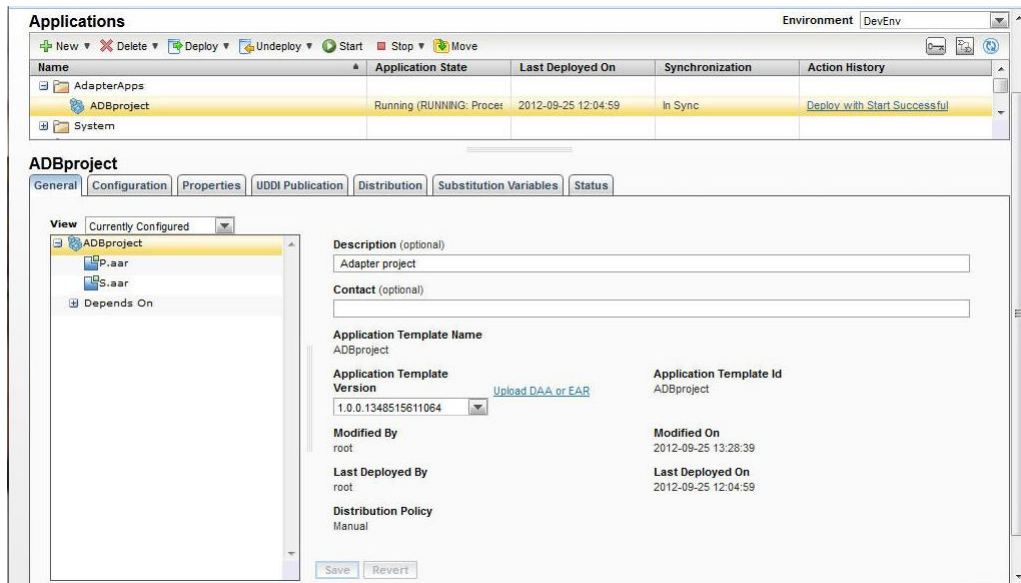 Applications
Environment DevEnv
New Delete Deploy Undeploy Start Stop Move
Name Application State Last Deployed On Synchronization Action History
AdapterApps
ADBproject Running (RUNNING: Proces 2012-09-25 12:04:59 In Sync Deploy with Start Successful
System
ADBproject
General Configuration Properties UDDI Publication Distribution Substitution Variables Status
View Currently Configured
ADBproject
P.aar
S.aar
Depends On
Description (optional)
Adapter project
Contact (optional)
Application Template Name
ADBproject
Application Template
Version
Upload DAA or EAR
1.0.0.1348515611064
Application Template Id
ADBproject
Modified By
root
Modified On
2012-09-25 13:28:39
Last Deployed By
root
Last Deployed On
2012-09-25 12:04:59
Distribution Policy
Manual
Save Revert